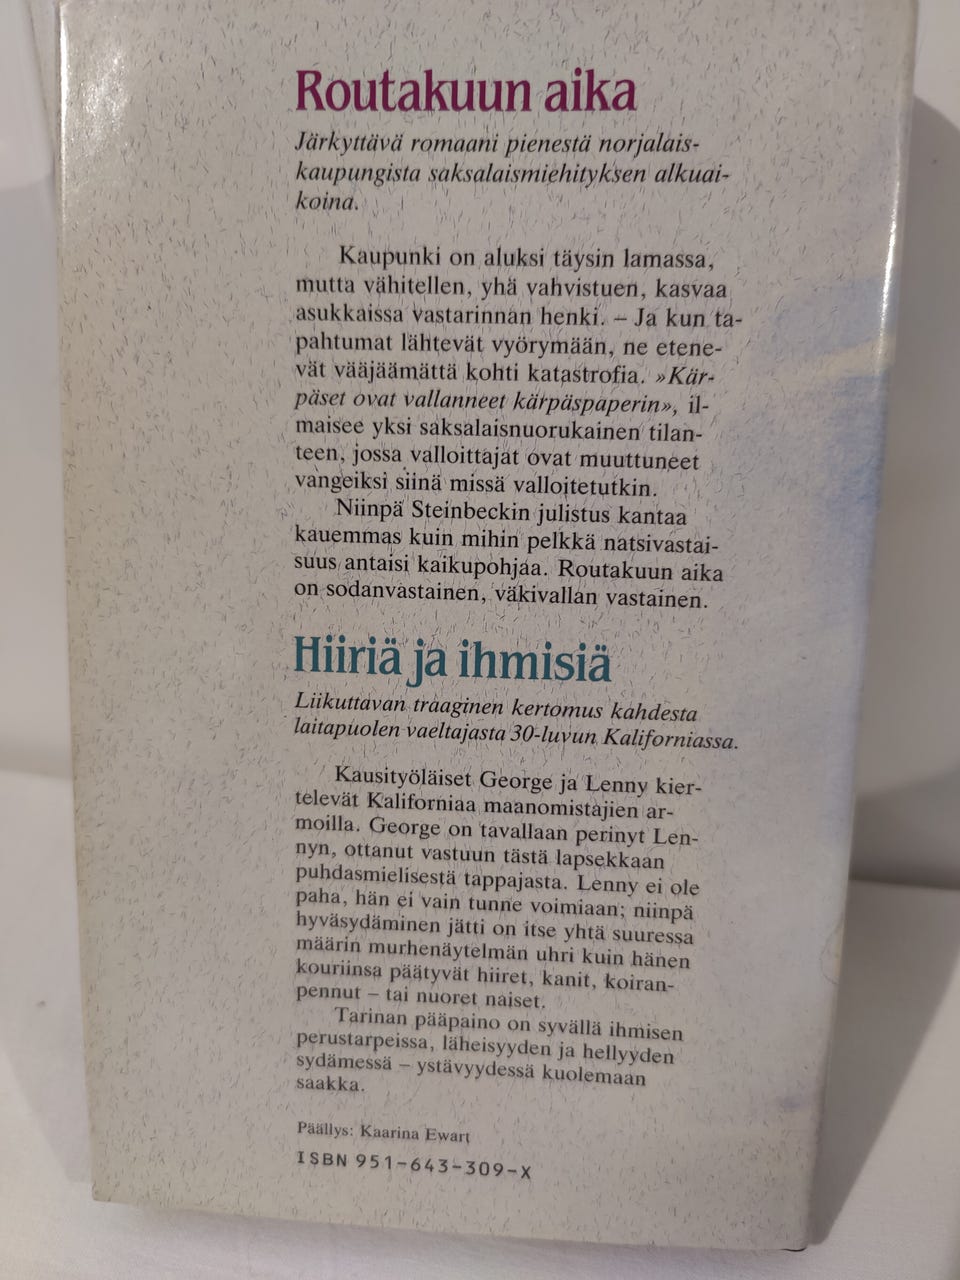 Routakuun aika
Järkyttävä romaani pienestä norjalais-
kaupungista saksalaismiehityksen alkuai-
koina.
Kaupunki on aluksi täysin lamassa,
mutta vähitellen, yhä vahvistuen, kasvaa
asukkaissa vastarinnan henki. – Ja kun ta-
pahtumat lähtevät vyörymään, ne etene-
vät vääjäämättä kohti katastrofia. »Kär-
päset ovat vallanneet kärpäspaperin», il-
maisee yksi saksalaisnuorukainen tilan-
teen, jossa valloittajat ovat muuttuneet
vangeiksi siinä missä valloitetutkin.
Niinpä Steinbeckin julistus kantaa
kauemmas kuin mihin pelkkä natsivastai-
suus antaisi kaikupohjaa. Routakuun aika
on sodanvastainen, väkivallan vastainen.
Hiiriä ja ihmisiä
Liikuttavan traaginen kertomus kahdesta
laitapuolen vaeltajasta 30-luvun Kaliforniassa.
Kausityöläiset George ja Lenny kier-
televät Kaliforniaa maanomistajien ar-
moilla. George on tavallaan perinyt Len-
nyn, ottanut vastuun tästä lapsekkaan
puhdasmielisestä tappajasta. Lenny ei ole
paha, hän ei vain tunne voimiaan; niinpä
hyväsydäminen jätti on itse yhtä suuressa
määrin murhenäytelmän uhri kuin hänen
kouriinsa päätyvät hiiret, kanit, koiran-
pennut – tai nuoret naiset.
Tarinan pääpaino on syvällä ihmisen
perustarpeissa, läheisyyden ja hellyyden
sydämessä – ystävyydessä kuolemaan
saakka.
Päällys: Kaarina Ewart
ISBN 951-643-309-X